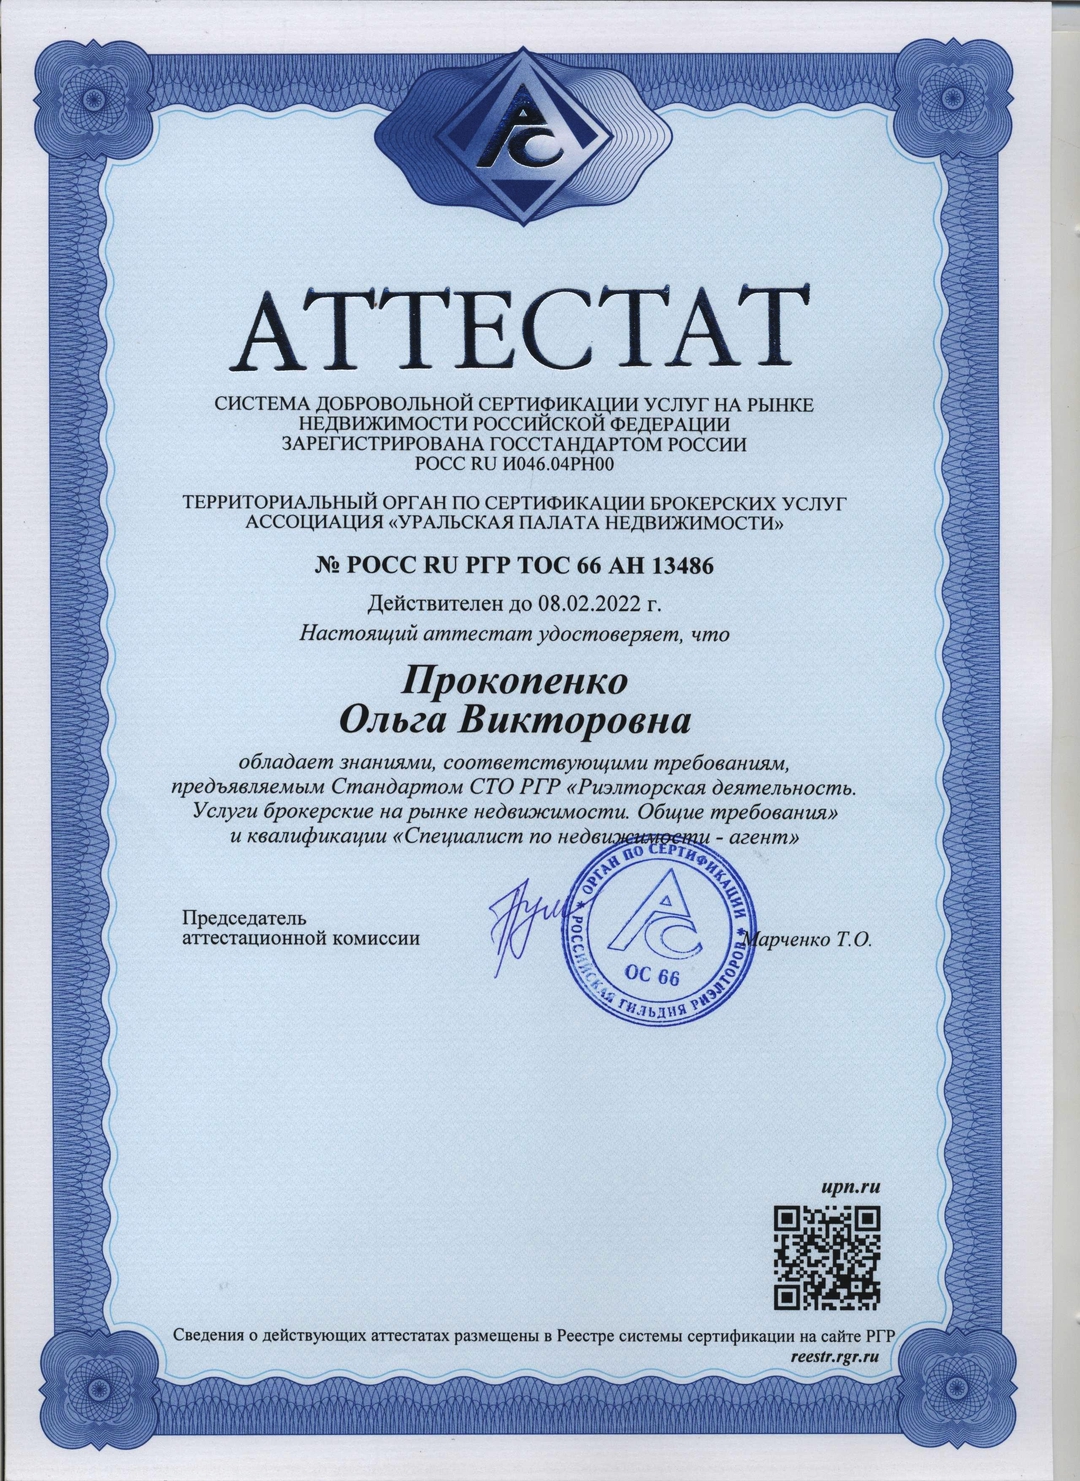 АС
АТТЕСТАТ
СИСТЕМА ДОБРОВОЛЬНОЙ СЕРТИФИКАЦИИ УСЛУГ НА РЫНКЕ
НЕДВИЖИМОСТИ РОССИЙСКОЙ ФЕДЕРАЦИИ
ЗАРЕГИСТРИРОВАНА ГОССТАНДАРТОМ РОССИИ
РОСС RU И046.04РН00
ТЕРРИТОРИАЛЬНЫЙ ОРГАН ПО СЕРТИФИКАЦИИ БРОКЕРСКИХ УСЛУГ
АССОЦИАЦИЯ «УРАЛЬСКАЯ ПАЛАТА НЕДВИЖИМОСТИ»
№ РОСС RU РГР ТОС 66 АН 13486
Действителен до 08.02.2022 г.
Настоящий аттестат удостоверяет, что
Прокопенко
Ольга Викторовна
обладает знаниями, соответствующими требованиям,
предъявляемым Стандартом СТО РГР «Риэлторская деятельность.
Услуги брокерские на рынке недвижимости. Общие требования»
и квалификации «Специалист по недвижимости - агент»
Председатель
аттестационной комиссии
Марченко Т.О.
ОРГАН ПО СЕРТИФИКАЦИИ
РОССИЙСКАЯ ГИЛЬДИЯ РИЭЛТОРОВ
АС
ОС 66
upn.ru
Сведения о действующих аттестатах размещены в Реестре системы сертификации на сайте РГР
reestr.rgr.ru